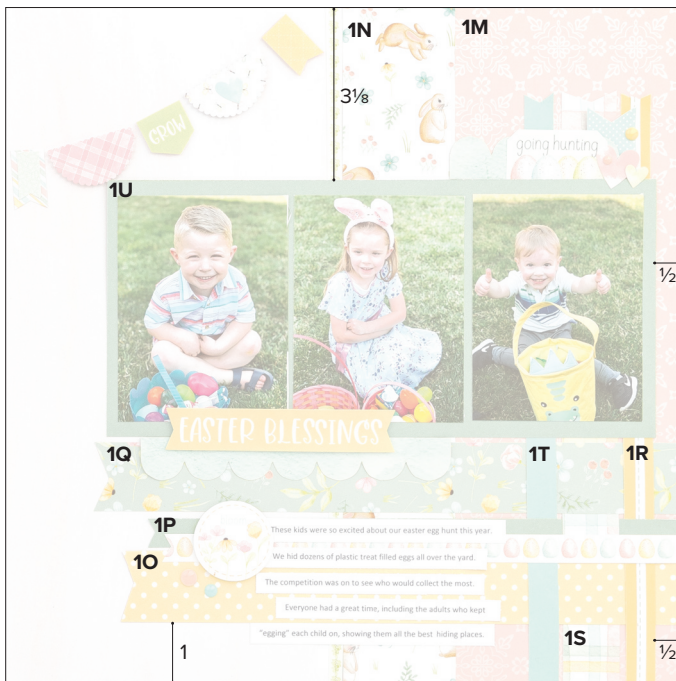 1N
1M
3⅛
GROW
going hunting
1U
½
EASTER BLESSINGS
1Q
1T
1R
1P
These kids were so excited about our easter egg hunt this year.
1O
We hid dozens of plastic treat filled eggs all over the yard.
The competition was on to see who would collect the most.
Everyone had a great time, including the adults who kept
"egging" each child on, showing them all the best hiding places.
1S
1
½